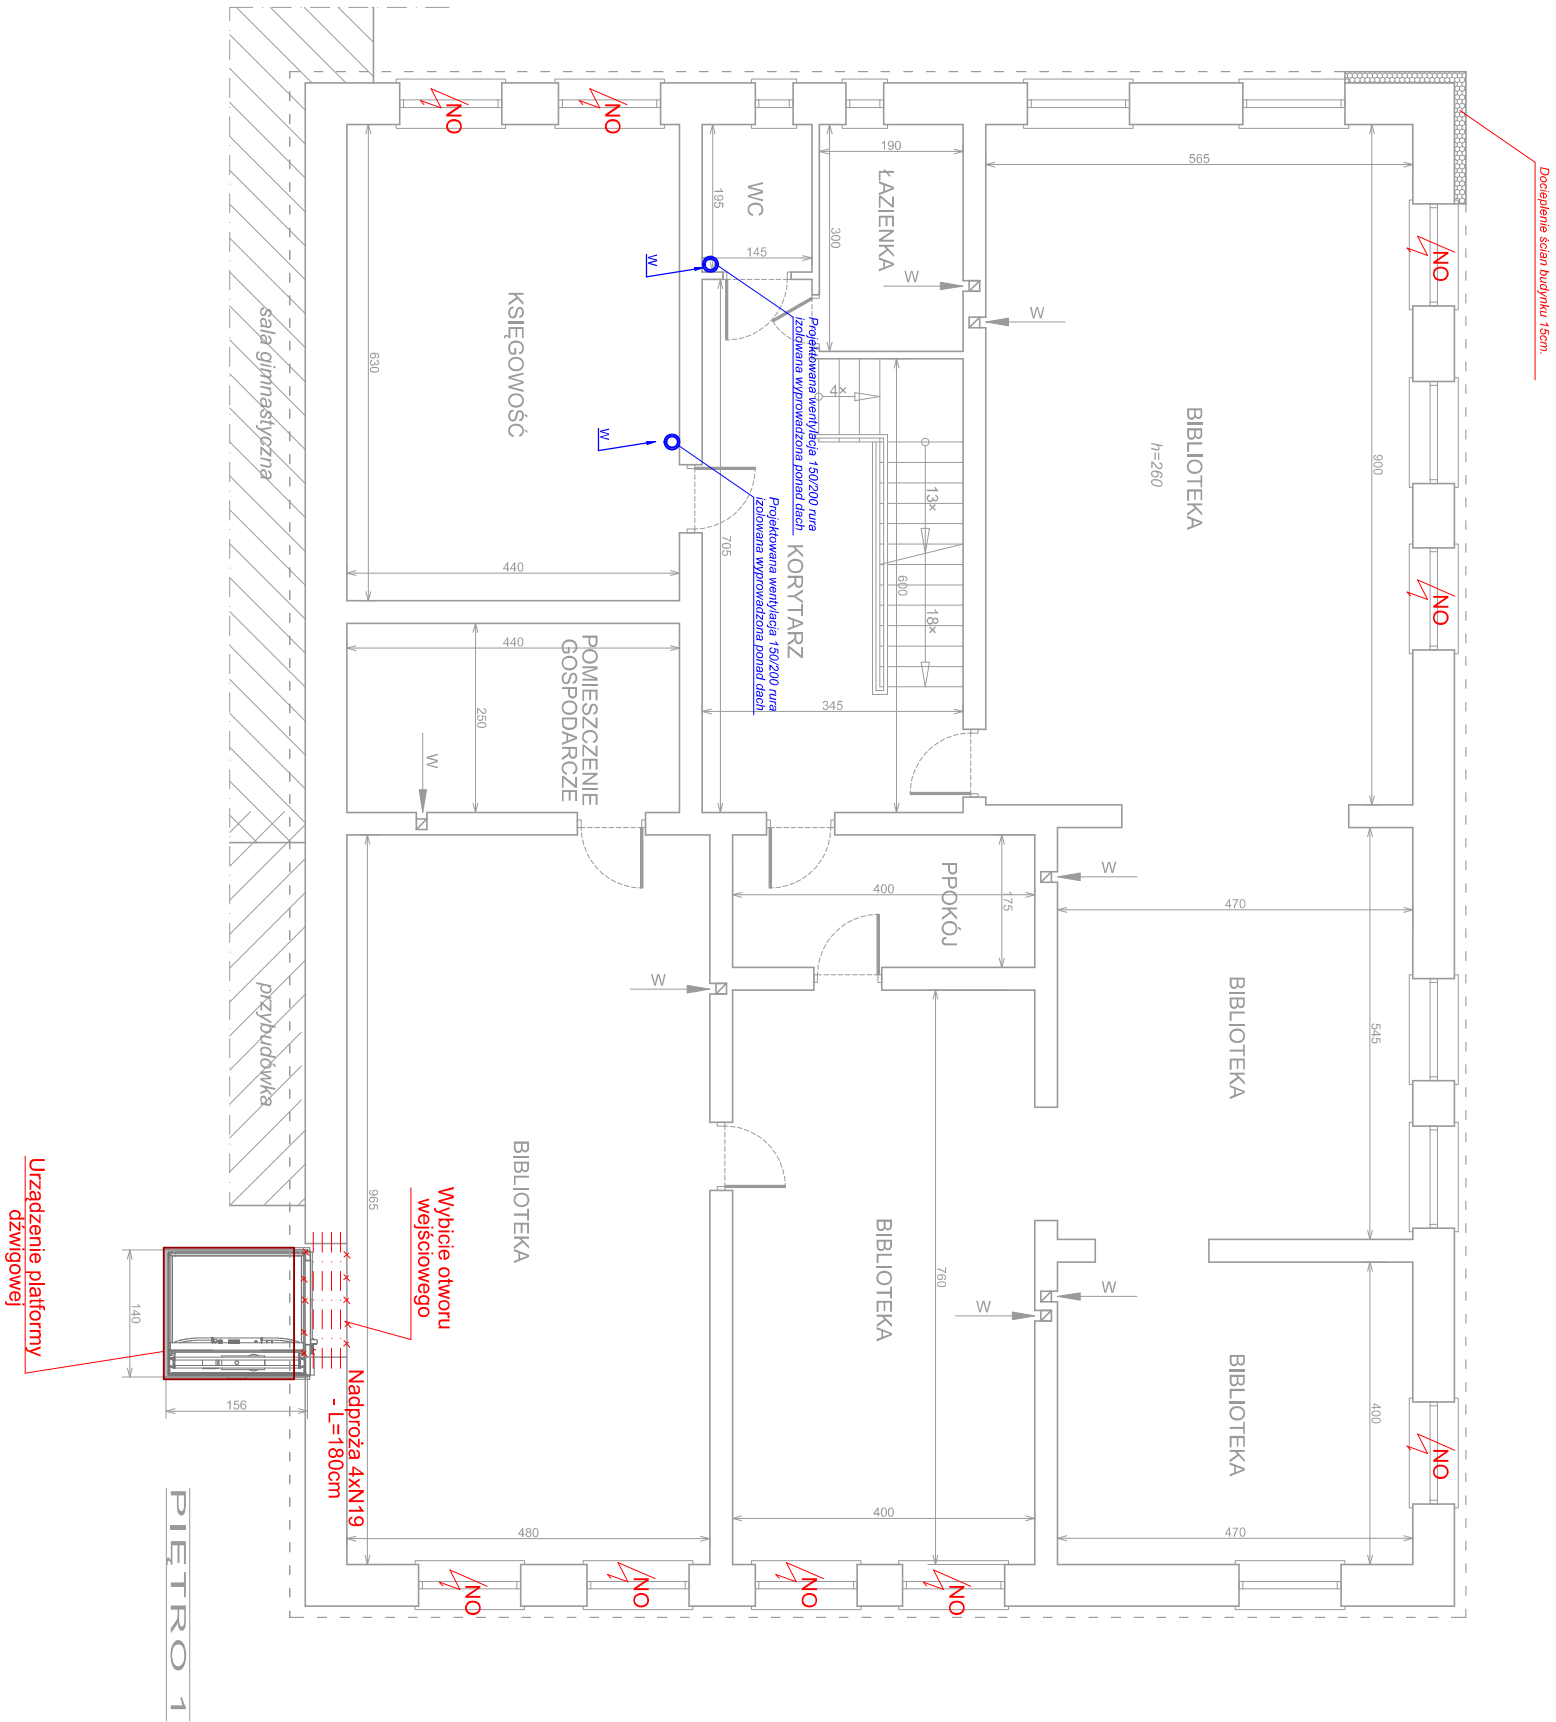 Docieplenie ścian budynku 15cm.
NO
NO
NO
NO
NO
190
565
WC
195
ŁAZIENKA
300
145
W
W
W
900
BIBLIOTEKA
h=260
sala gimnastyczna
KSIĘGOWOŚĆ
630
440
W
Projektowana wentylacja 150/200 rura
izolowana wyprowadzona ponad dach
Projektowana wentylacja 150/200 rura
izolowana wyprowadzona ponad dach
4×
13×
18×
600
705
KORYTARZ
345
440
POMIESZCZENIE
GOSPODARCZE
250
W
PPOKÓJ
400
175
W
470
545
BIBLIOTEKA
W
przybudówka
BIBLIOTEKA
965
480
Wybicie otworu
wejściowego
Urządzenie platformy
dźwigowej
140
156
Nadproża 4xN19
- L=180cm
BIBLIOTEKA
760
400
W
W
BIBLIOTEKA
400
470
NO
NO
NO
NO
PIĘTRO 1